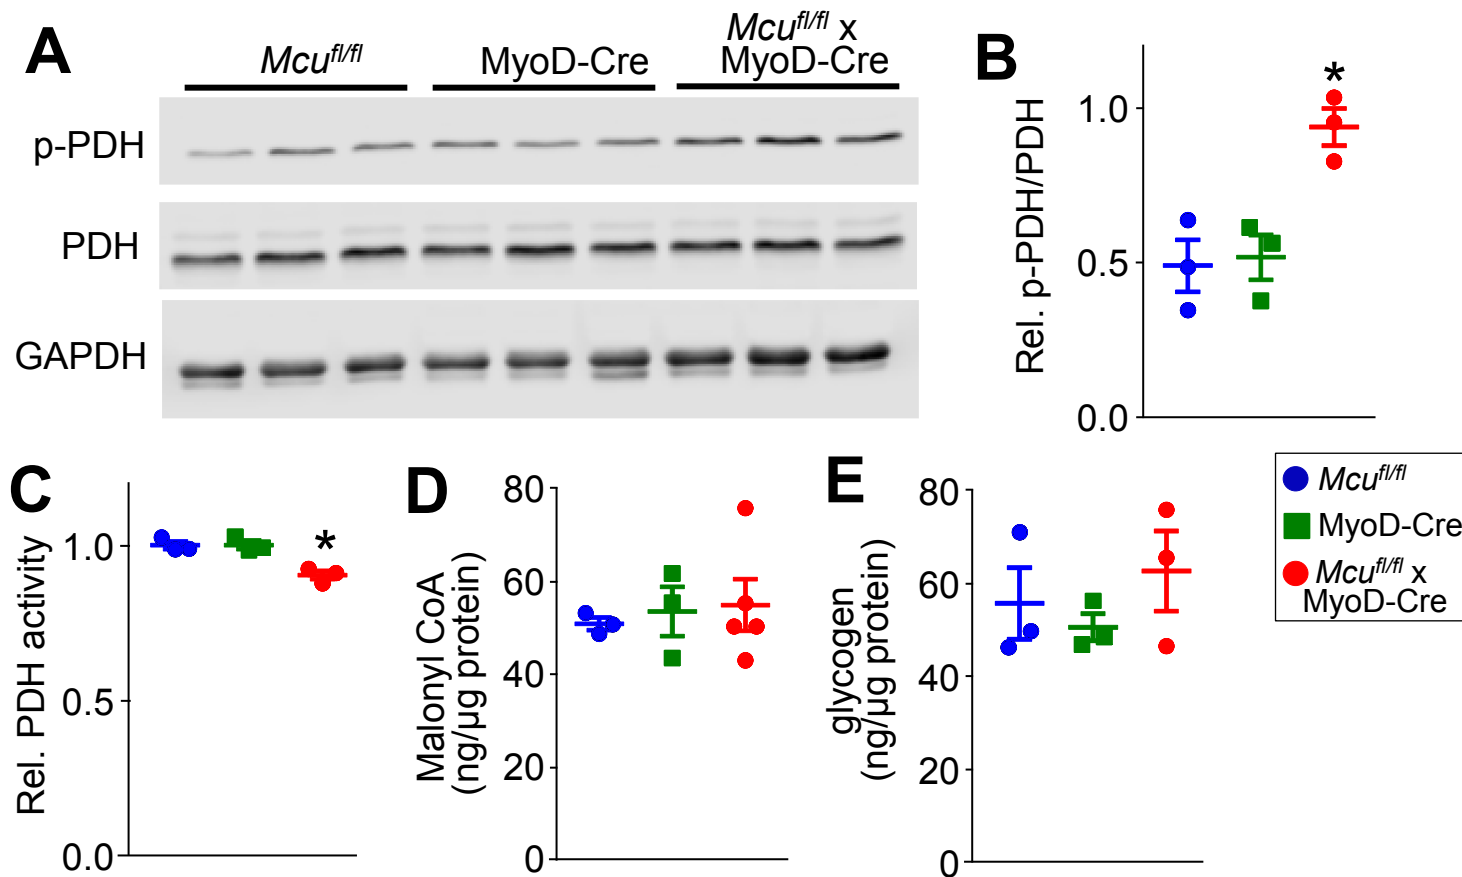 A
Mcufl/fl
MyoD-Cre
Mcufl/fl x
MyoD-Cre
p-PDH
PDH
GAPDH
B
Rel. p-PDH/PDH
1.0
0.5
0.0
*
C
Rel. PDH activity
1.0
0.5
0.0
*
D
Malonyl CoA
(ng/µg protein)
80
60
40
20
0
E
glycogen
(ng/µg protein)
80
60
40
20
0
Mcufl/fl
MyoD-Cre
Mcufl/fl x
MyoD-Cre